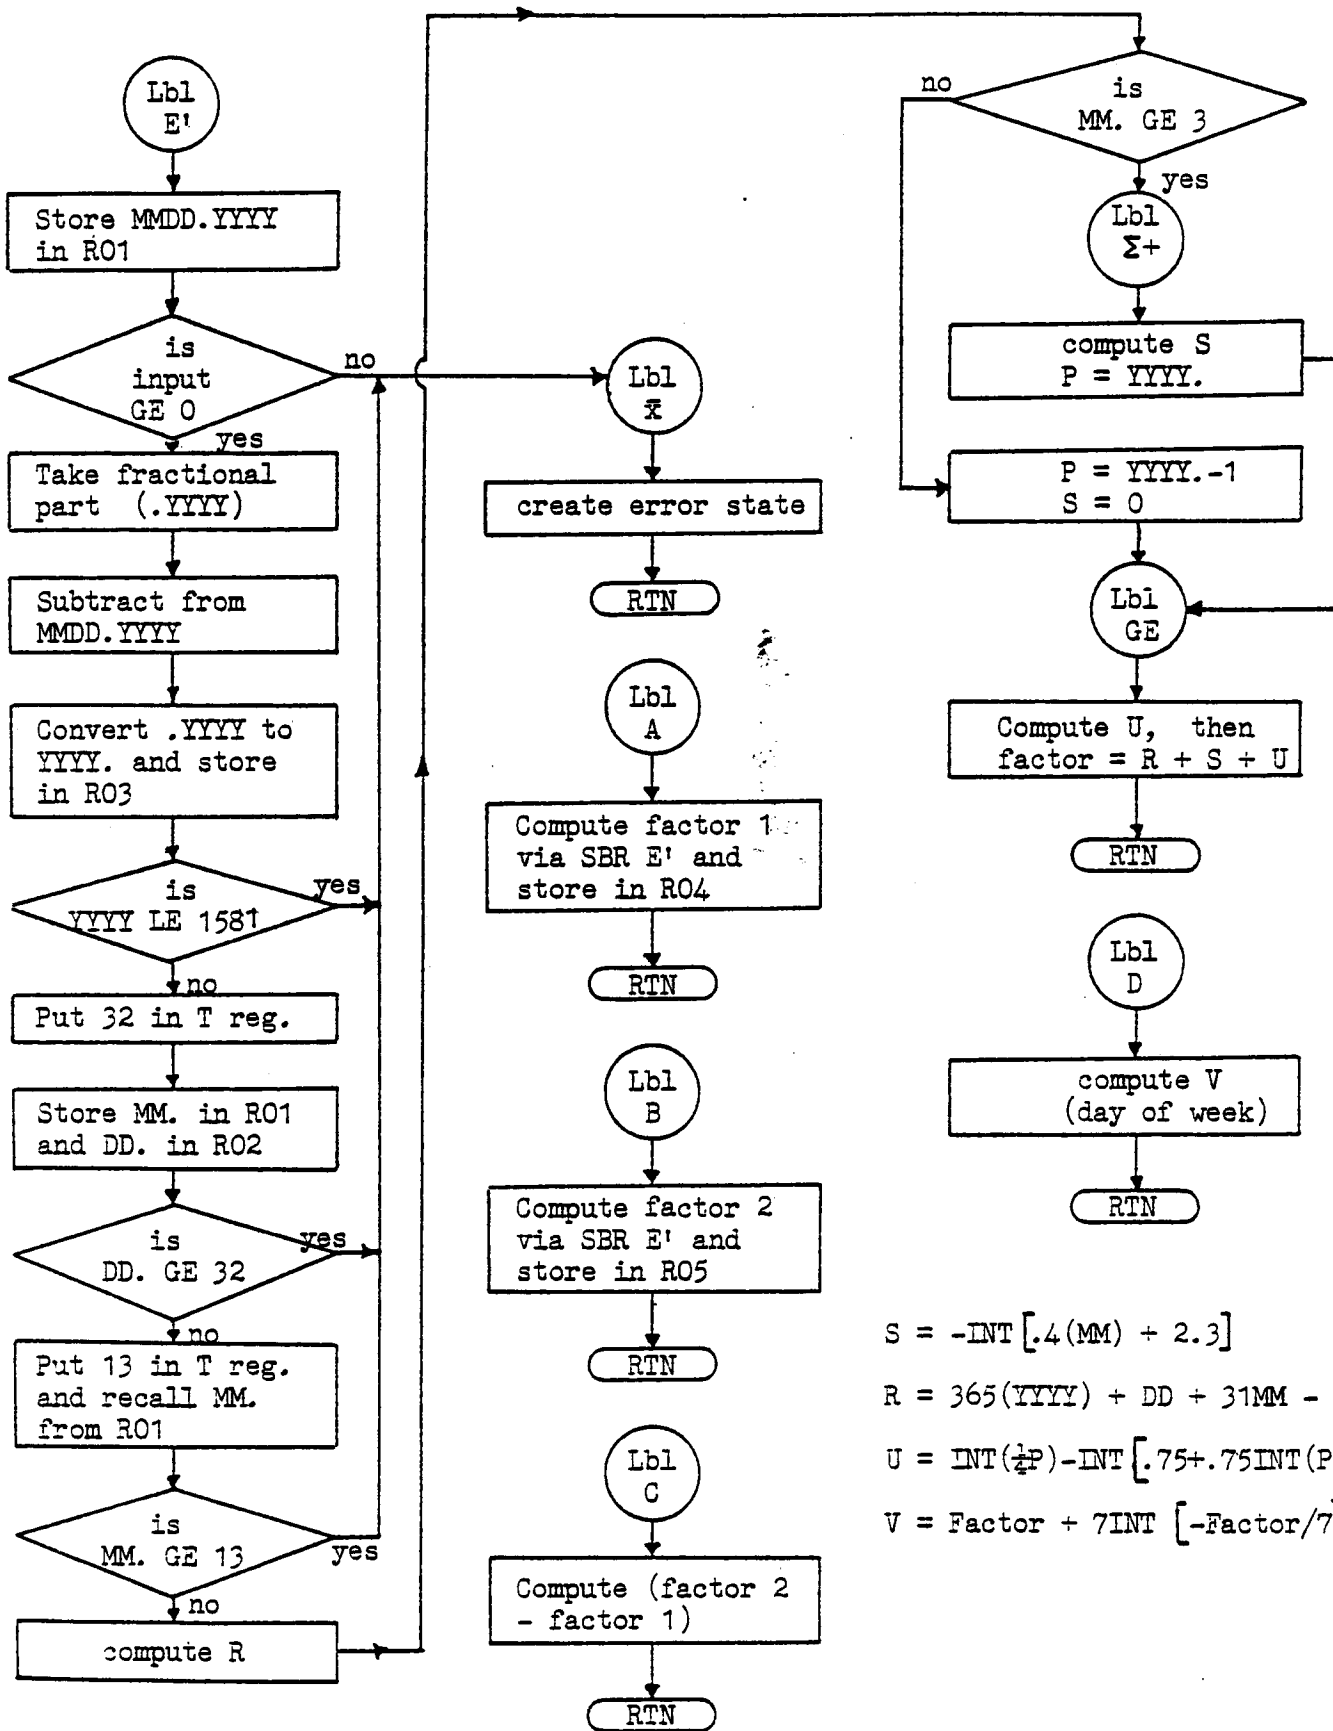 Lbl
E'
Store MMDD.YYYY
in R01
is
input
GE 0
no
yes
Take fractional
part (.YYYY)
Subtract from
MMDD.YYYY
Convert .YYYY to
YYYY. and store
in R03
is
YYYY LE 1581
yes
no
Put 32 in T reg.
Store MM. in R01
and DD. in R02
is
DD. GE 32
yes
no
Put 13 in T reg.
and recall MM.
from R01
is
MM. GE 13
yes
no
compute R
Lbl
x̄
create error state
RTN
Lbl
A
Compute factor 1
via SBR E' and
store in R04
RTN
Lbl
B
Compute factor 2
via SBR E' and
store in R05
RTN
Lbl
C
Compute (factor 2
- factor 1)
RTN
is
MM. GE 3
no
yes
Lbl
Σ+
compute S
P = YYYY.
P = YYYY.-1
S = 0
Lbl
GE
Compute U, then
factor = R + S + U
RTN
Lbl
D
compute V
(day of week)
RTN
S = -INT[.4(MM) + 2.3]
R = 365(YYYY) + DD + 31MM -
U = INT(¼P)-INT[.75+.75INT(P
V = Factor + 7INT [-Factor/7